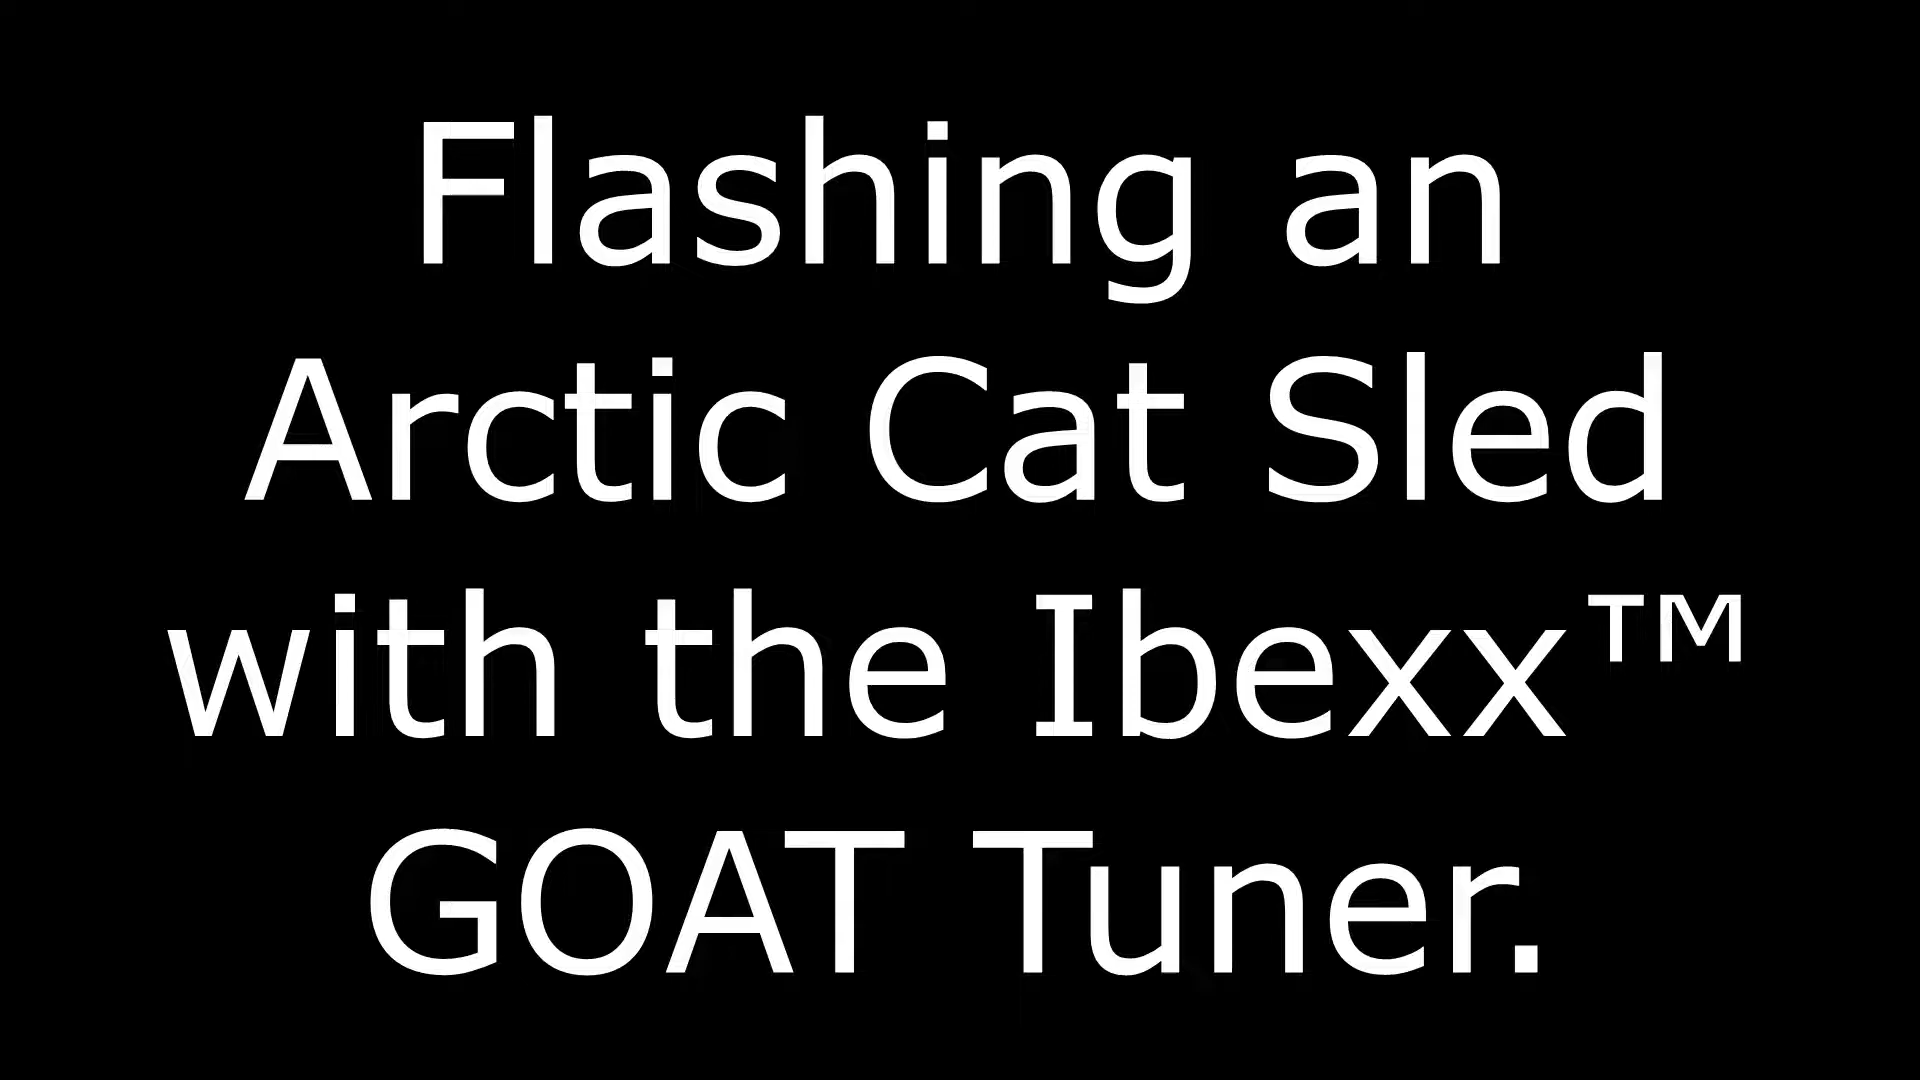 Flashing an
Arctic Cat Sled
with the Ibexx™
GOAT Tuner.